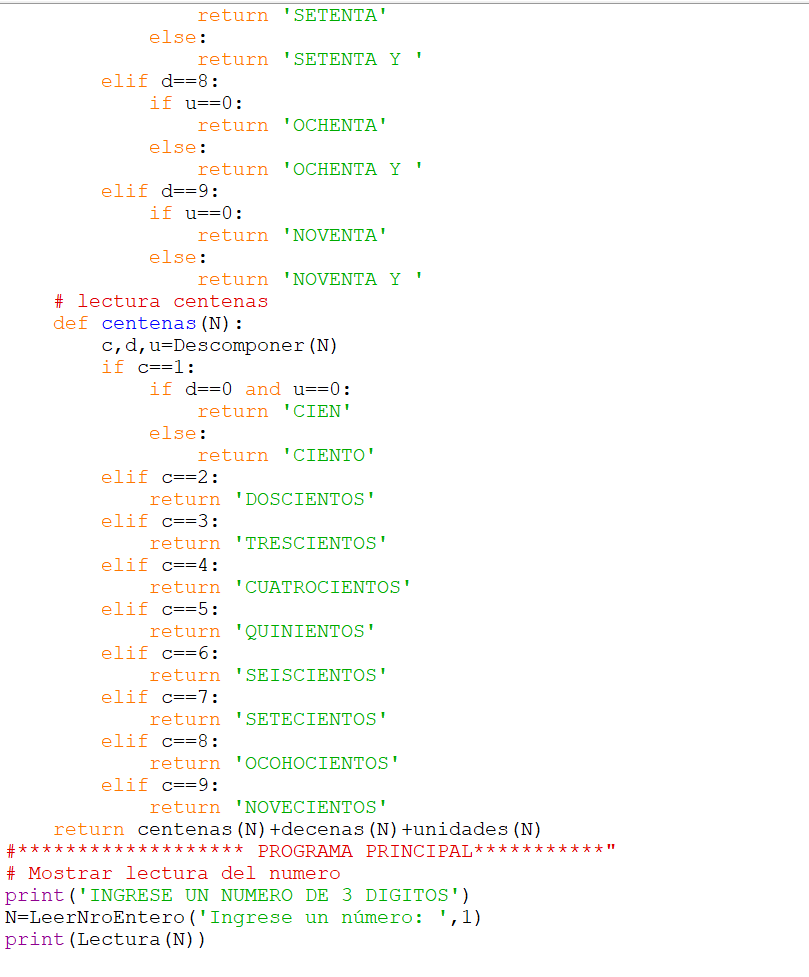 return 'SETENTA'
            else:
                return 'SETENTA Y '
        elif d==8:
            if u==0:
                return 'OCHENTA'
            else:
                return 'OCHENTA Y '
        elif d==9:
            if u==0:
                return 'NOVENTA'
            else:
                return 'NOVENTA Y '
    # lectura centenas
    def centenas(N):
        c,d,u=Descomponer(N)
        if c==1:
            if d==0 and u==0:
                return 'CIEN'
            else:
                return 'CIENTO'
        elif c==2:
            return 'DOSCIENTOS'
        elif c==3:
            return 'TRESCIENTOS'
        elif c==4:
            return 'CUATROCIENTOS'
        elif c==5:
            return 'QUINIENTOS'
        elif c==6:
            return 'SEISCIENTOS'
        elif c==7:
            return 'SETECIENTOS'
        elif c==8:
            return 'OCOHOCIENTOS'
        elif c==9:
            return 'NOVECIENTOS'
    return centenas(N)+decenas(N)+unidades(N)
#******************* PROGRAMA PRINCIPAL***********"
# Mostrar lectura del numero
print('INGRESE UN NUMERO DE 3 DIGITOS')
N=LeerNroEntero('Ingrese un número: ',1)
print(Lectura(N))